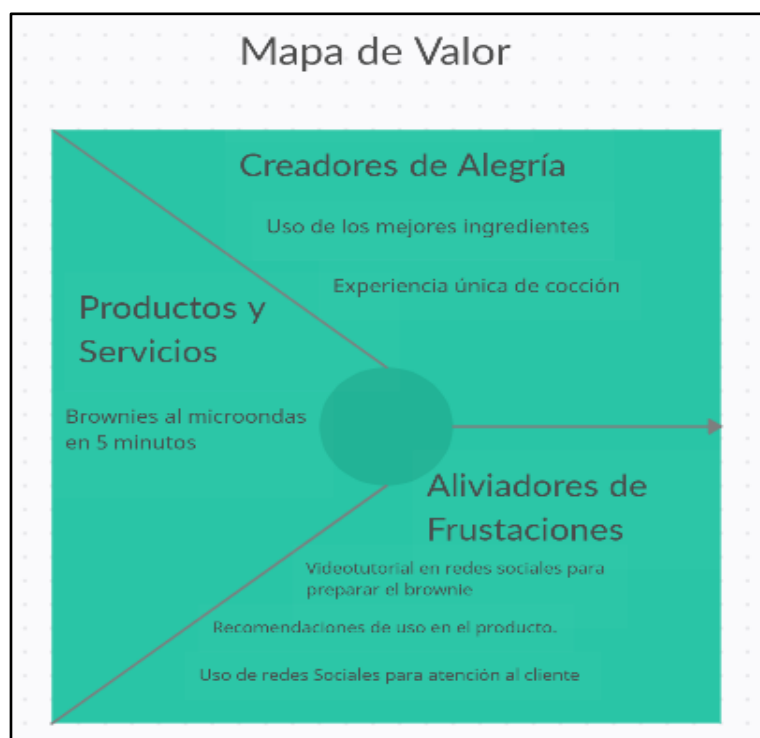 Mapa de Valor
Creadores de Alegría
Uso de los mejores ingredientes
Experiencia única de cocción
Productos y
Servicios
Brownies al microondas
en 5 minutos
Aliviadores de
Frustaciones
Videotutorial en redes sociales para
preparar el brownie
Recomendaciones de uso en el producto.
Uso de redes Sociales para atención al cliente